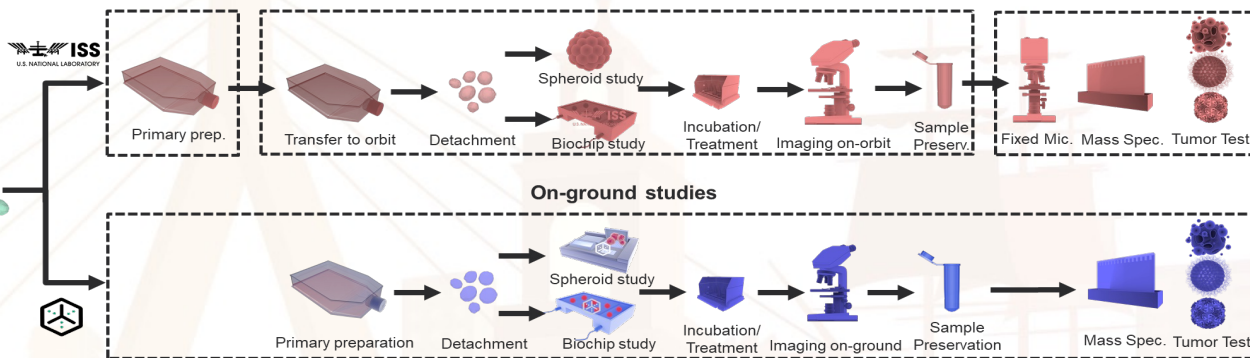 ISS
U.S. NATIONAL LABORATORY
Primary prep.
Transfer to orbit
Detachment
Spheroid study
ISS
Biochip study
Incubation/
Treatment
Imaging on-orbit
Sample
Preserv.
Fixed Mic.
Mass Spec.
Tumor Test
On-ground studies
Primary preparation
Detachment
Spheroid study
Biochip study
Incubation/
Treatment
Imaging on-ground
Sample
Preservation
Mass Spec.
Tumor Test